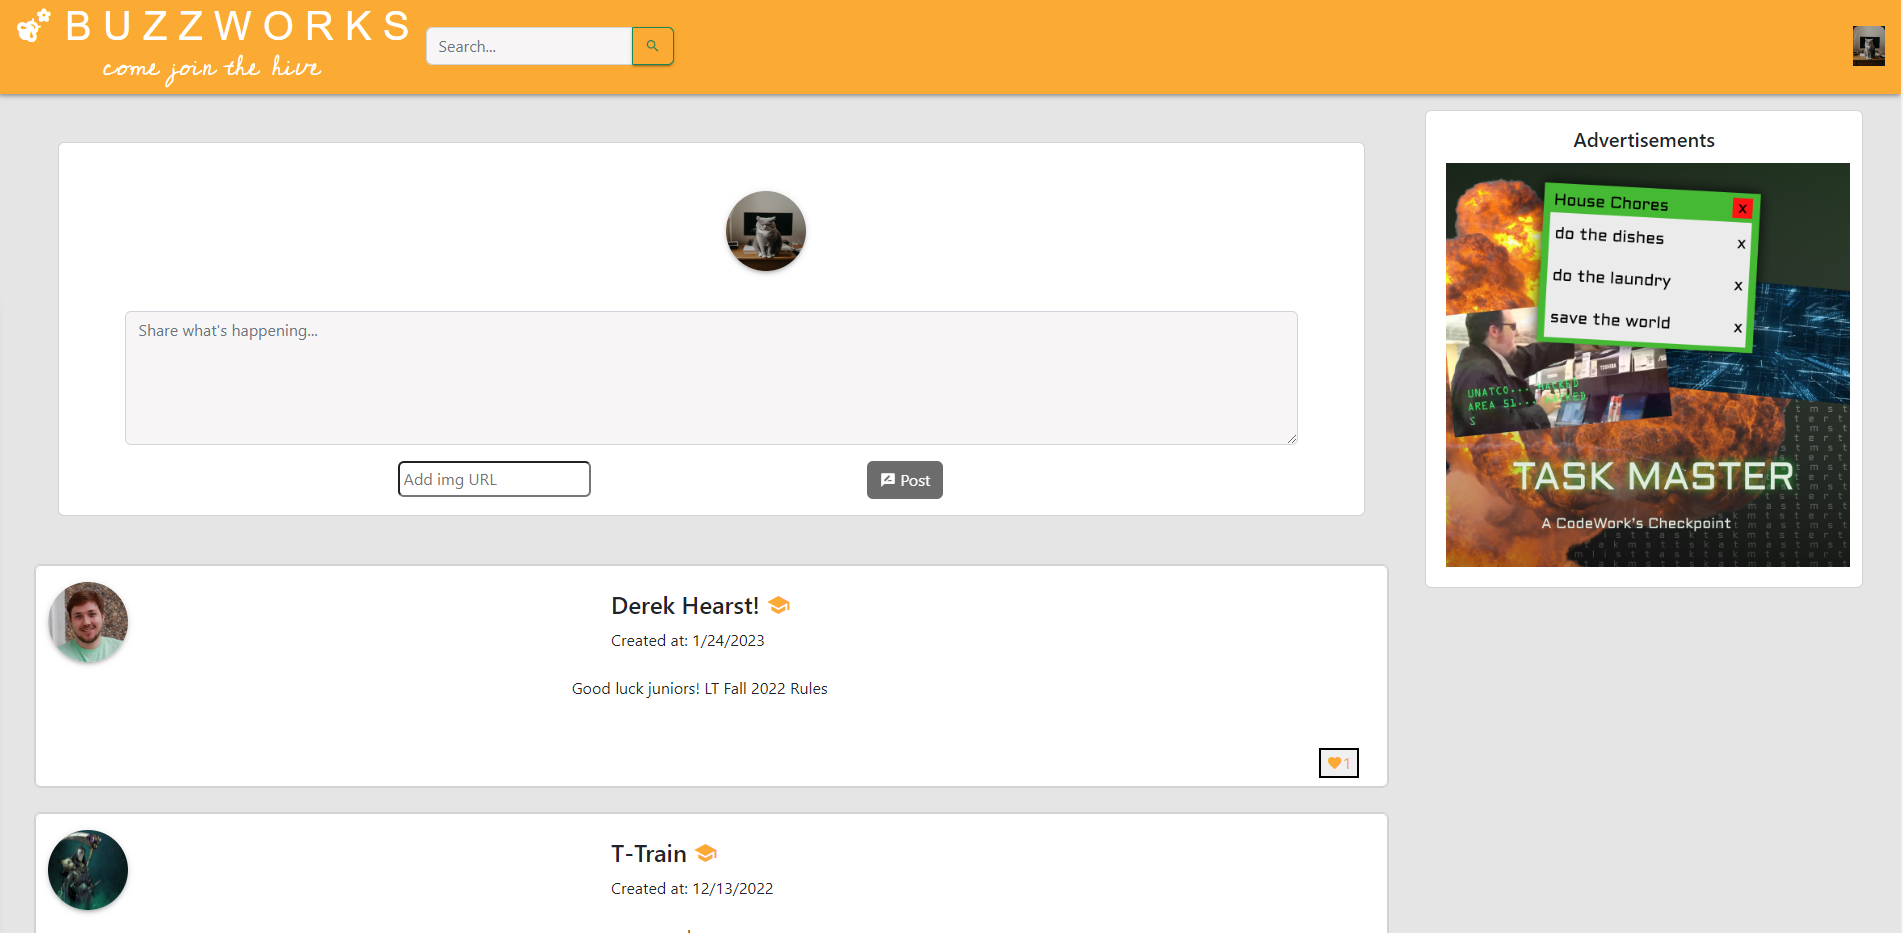 BUZZWORKS
come join the hive
Search...
Advertisements
House Chores x
do the dishes x
do the laundry x
save the world x
UNATCO... HACKED
AREA 51... HACKED
S
TASK MASTER
A CodeWork's Checkpoint
Share what's happening...
Add img URL
Post
Derek Hearst!
Created at: 1/24/2023
Good luck juniors! LT Fall 2022 Rules
1
T-Train
Created at: 12/13/2022